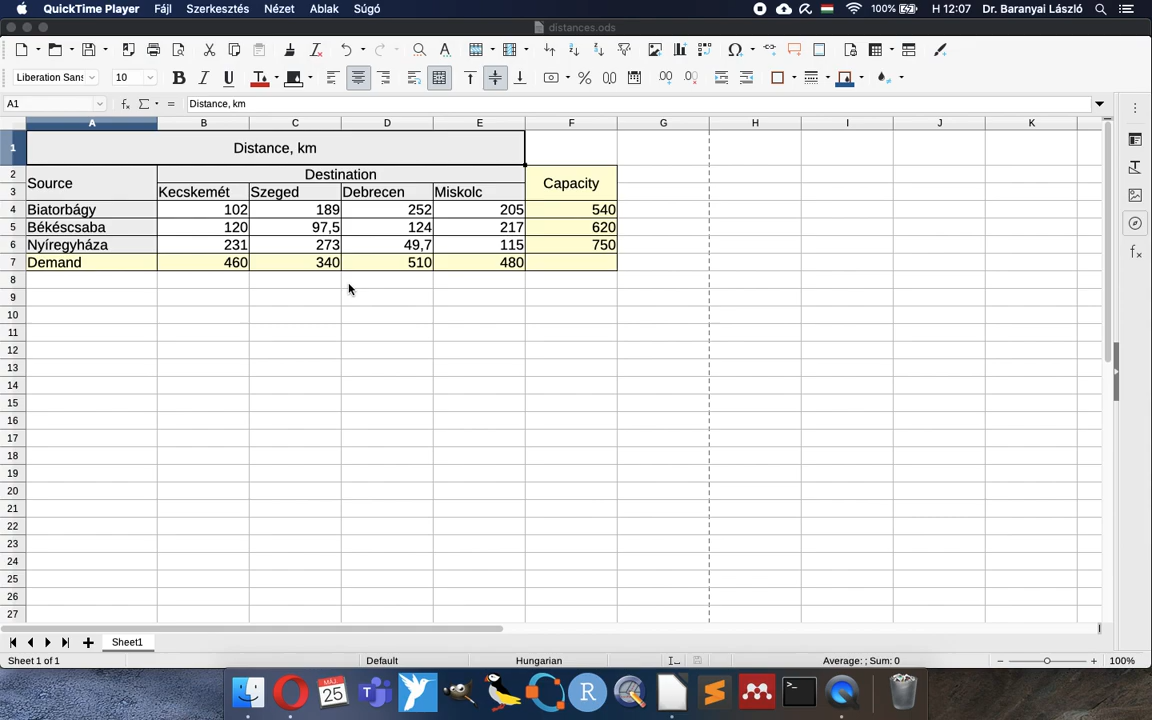 QuickTime Player Fájl Szerkesztés Nézet Ablak Súgó 100% H 12:07 Dr. Baranyai László
distances.ods
Liberation Sans 10
A1 Distance, km
A B C D E F G H I J K
1 Distance, km
2 Source Destination Capacity
3 Kecskemét Szeged Debrecen Miskolc
4 Biatorbágy 102 189 252 205 540
5 Békéscsaba 120 97,5 124 217 620
6 Nyíregyháza 231 273 49,7 115 750
7 Demand 460 340 510 480
8
9
10
11
12
13
14
15
16
17
18
19
20
21
22
23
24
25
26
27
Sheet1
Sheet 1 of 1 Default Hungarian Average: ; Sum: 0 100%
MÁJ
25